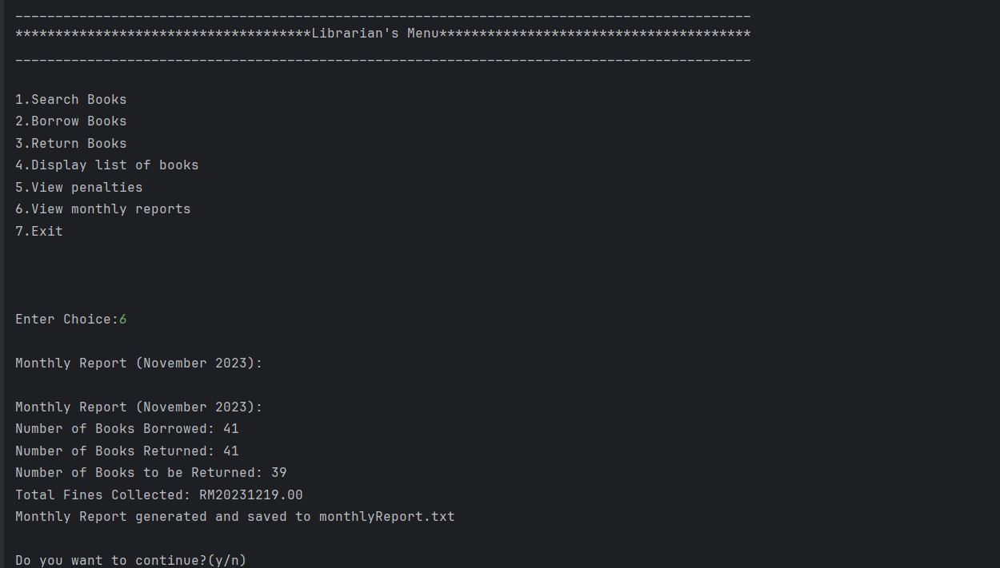 --------------------------------------------------------------------------------------------
*************************************Librarian's Menu***************************************
--------------------------------------------------------------------------------------------
1.Search Books
2.Borrow Books
3.Return Books
4.Display list of books
5.View penalties
6.View monthly reports
7.Exit
Enter Choice:6
Monthly Report (November 2023):
Monthly Report (November 2023):
Number of Books Borrowed: 41
Number of Books Returned: 41
Number of Books to be Returned: 39
Total Fines Collected: RM20231219.00
Monthly Report generated and saved to monthlyReport.txt
Do you want to continue?(y/n)